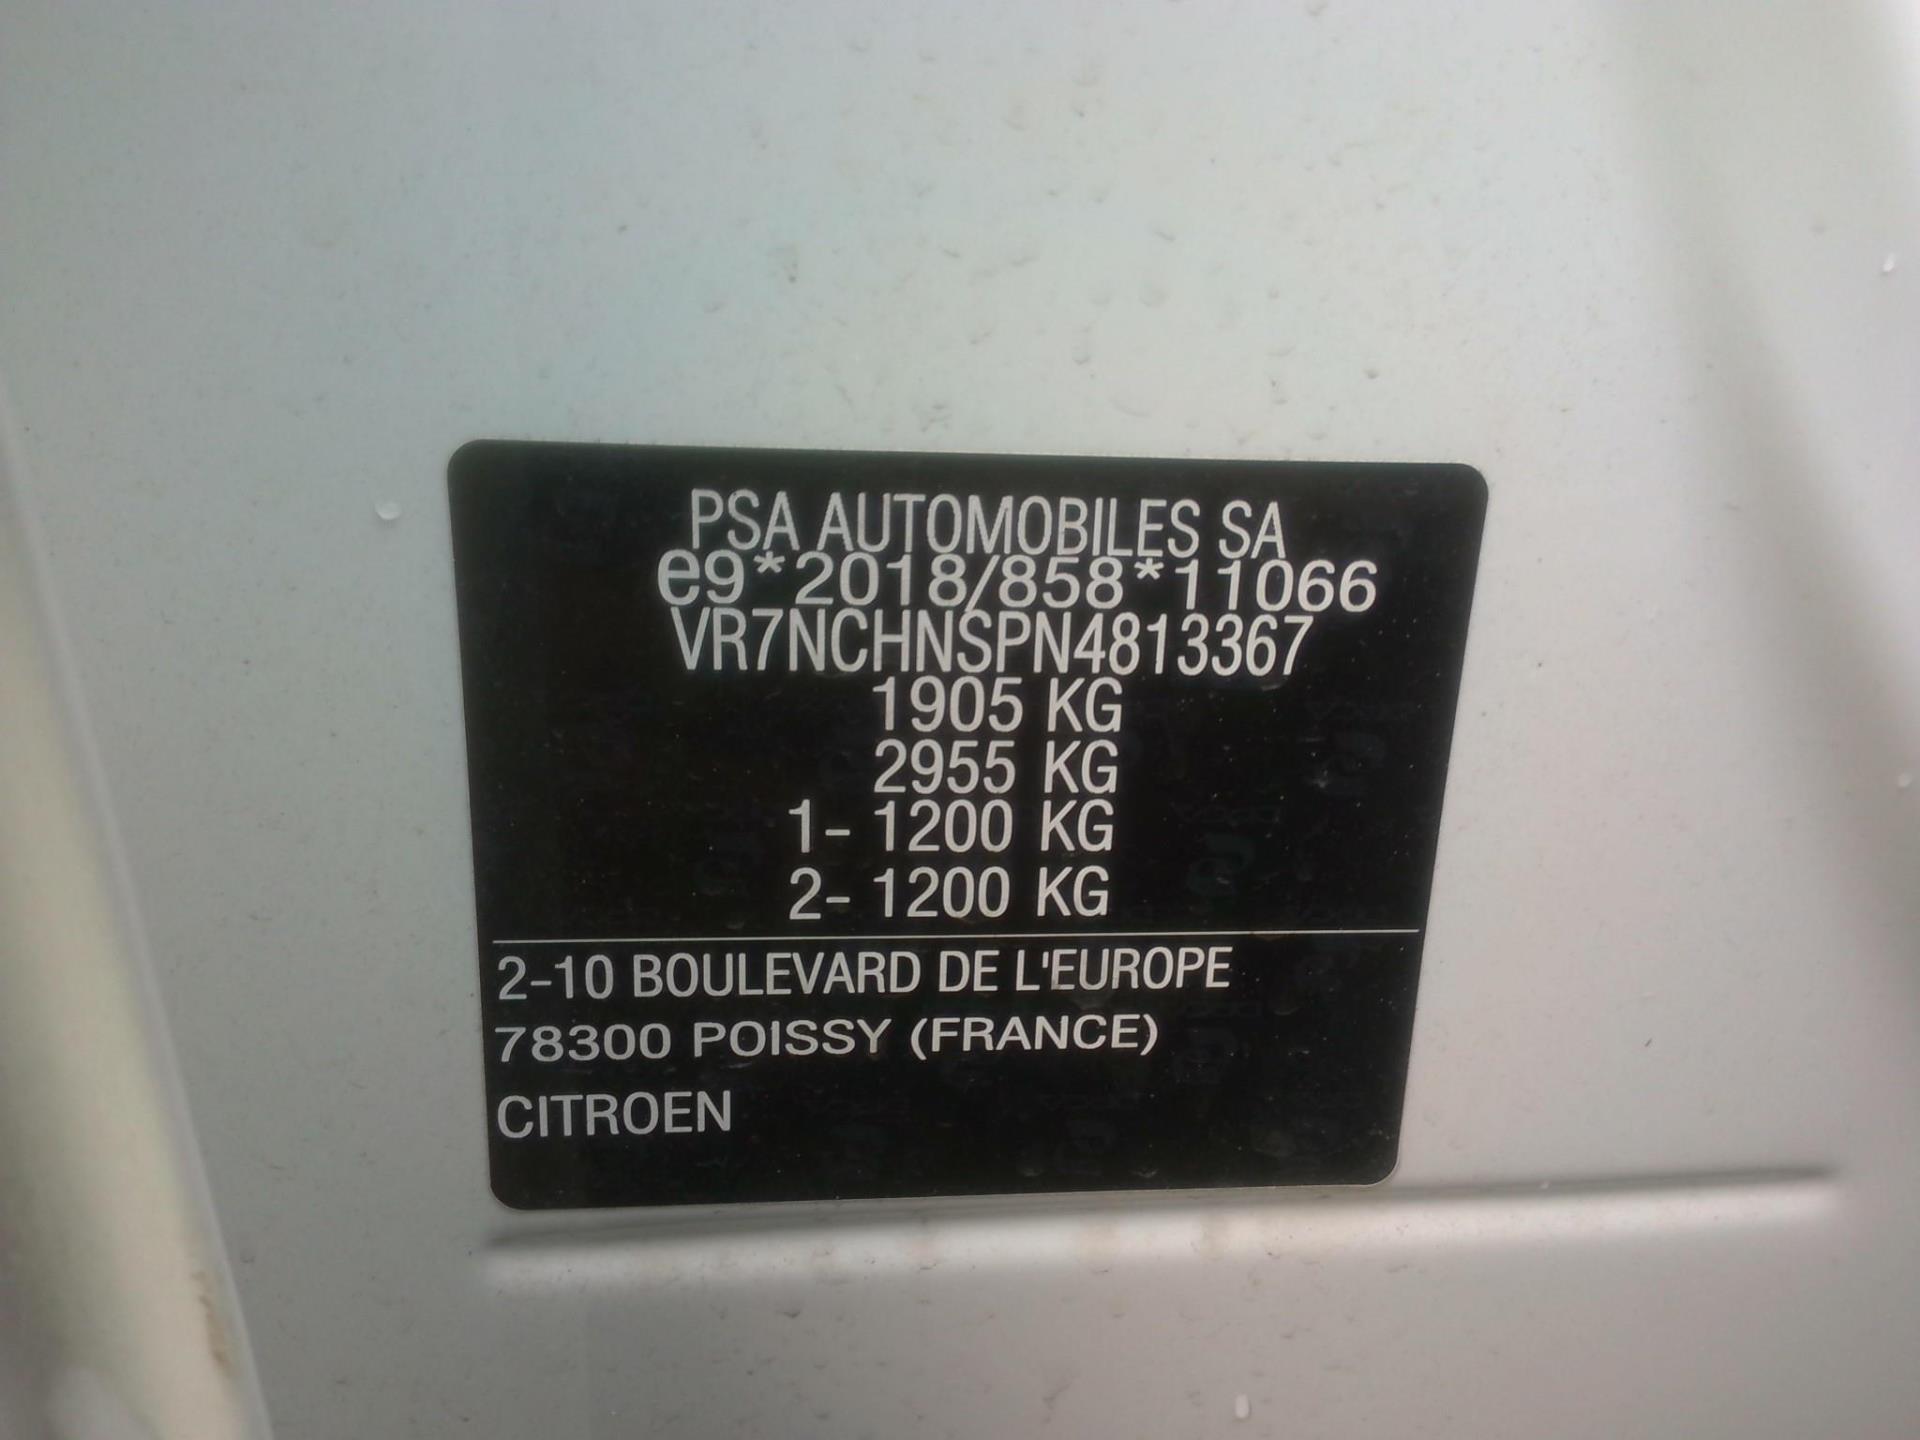 PSA AUTOMOBILES SA
e9*2018/858*11066
VR7NCHNSPN4813367
1905 KG
2955 KG
1- 1200 KG
2- 1200 KG
2-10 BOULEVARD DE L'EUROPE
78300 POISSY (FRANCE)
CITROEN